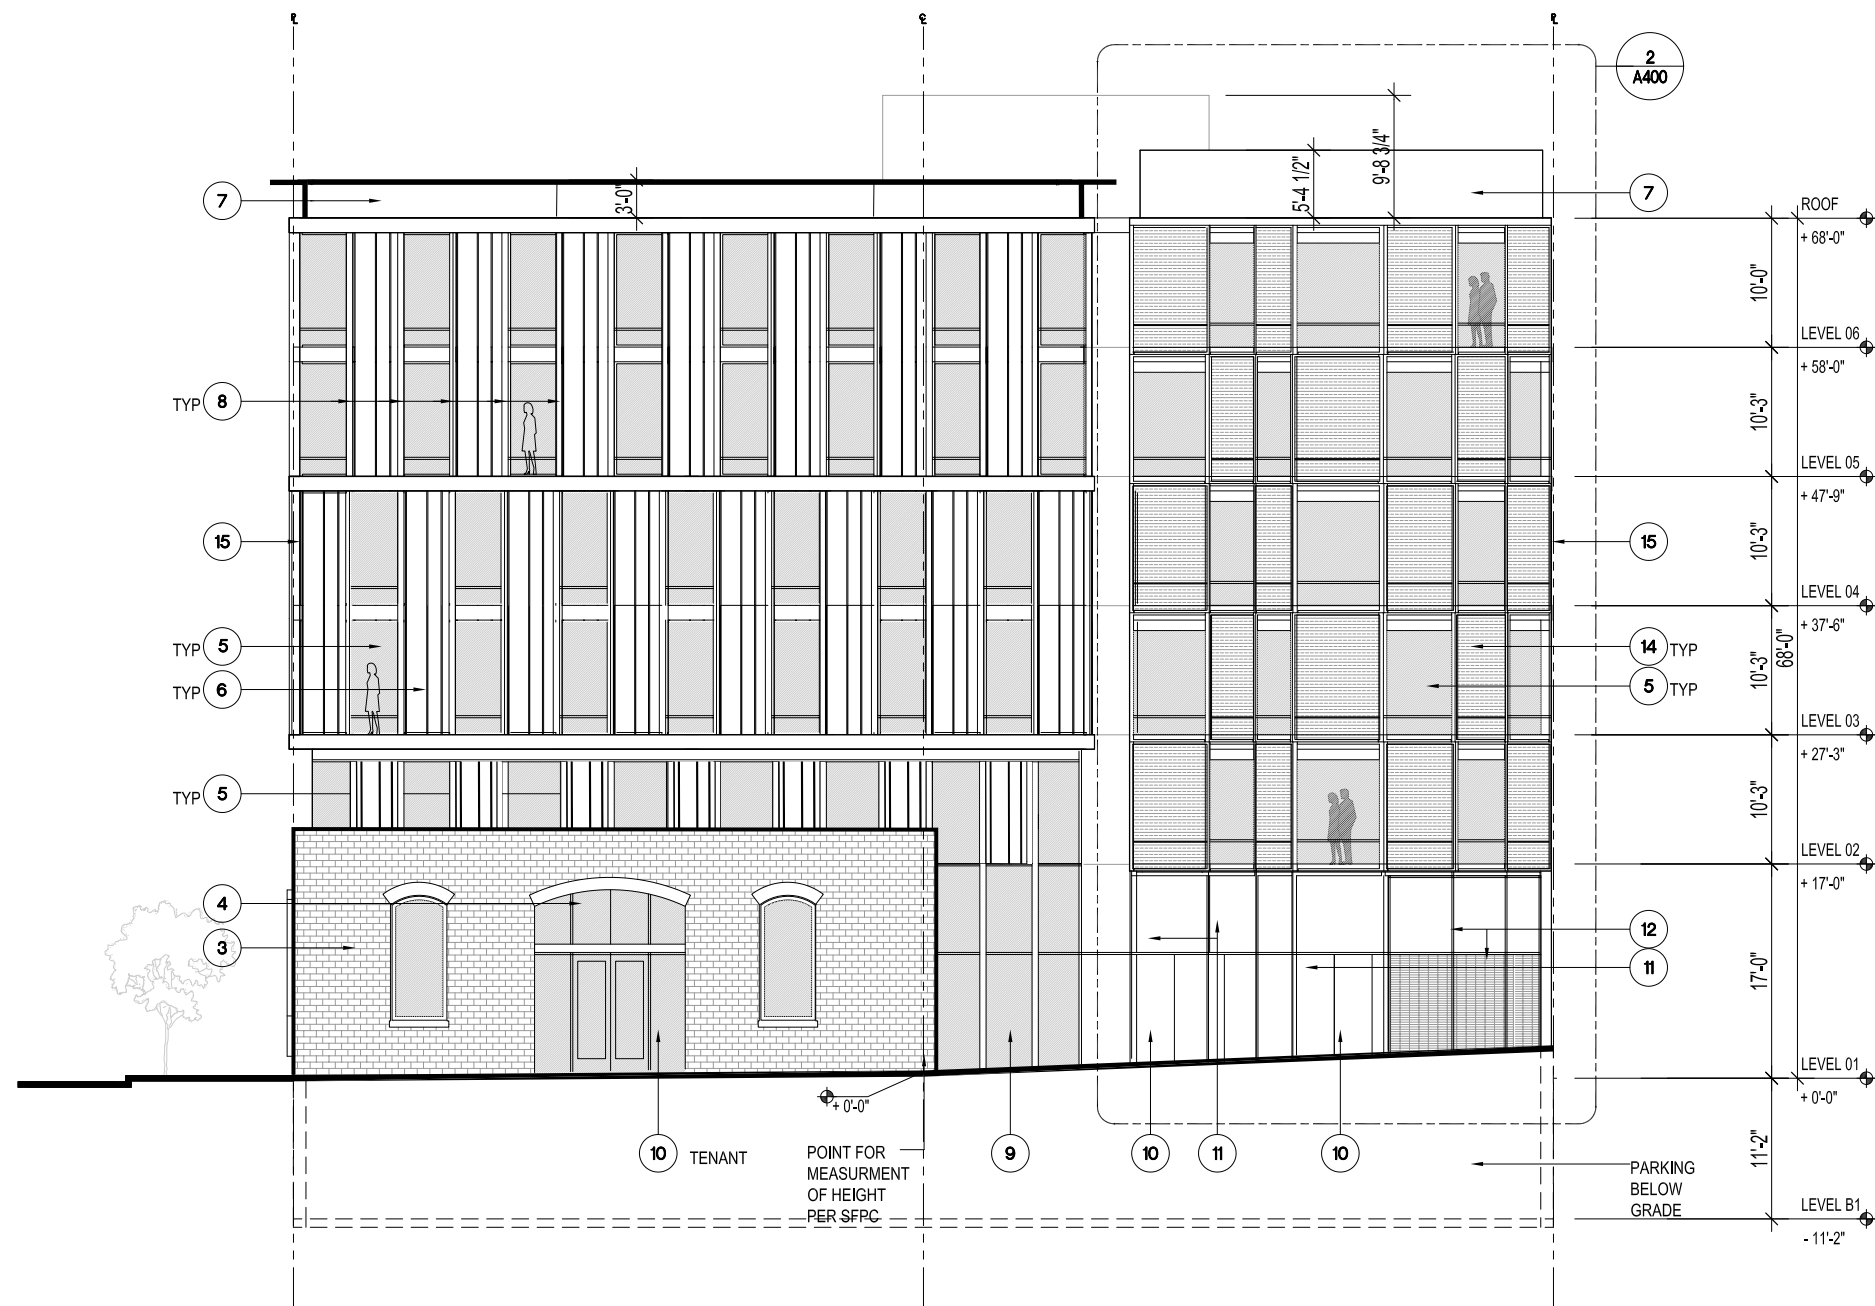 PL
CL
PL
2
A400
7
3'-0"
5'-4 1/2"
9'-8 3/4"
7
ROOF
+ 68'-0"
10'-0"
LEVEL 06
+ 58'-0"
TYP 8
10'-3"
LEVEL 05
+ 47'-9"
15
15
10'-3"
LEVEL 04
+ 37'-6"
68'-0"
TYP 5
14 TYP
TYP 6
5 TYP
10'-3"
LEVEL 03
+ 27'-3"
TYP 5
10'-3"
LEVEL 02
+ 17'-0"
4
3
12
11
17'-0"
LEVEL 01
+ 0'-0"
+ 0'-0"
10 TENANT
POINT FOR
MEASURMENT
OF HEIGHT
PER SFPC
9
10
11
10
11'-2"
PARKING
BELOW
GRADE
LEVEL B1
- 11'-2"